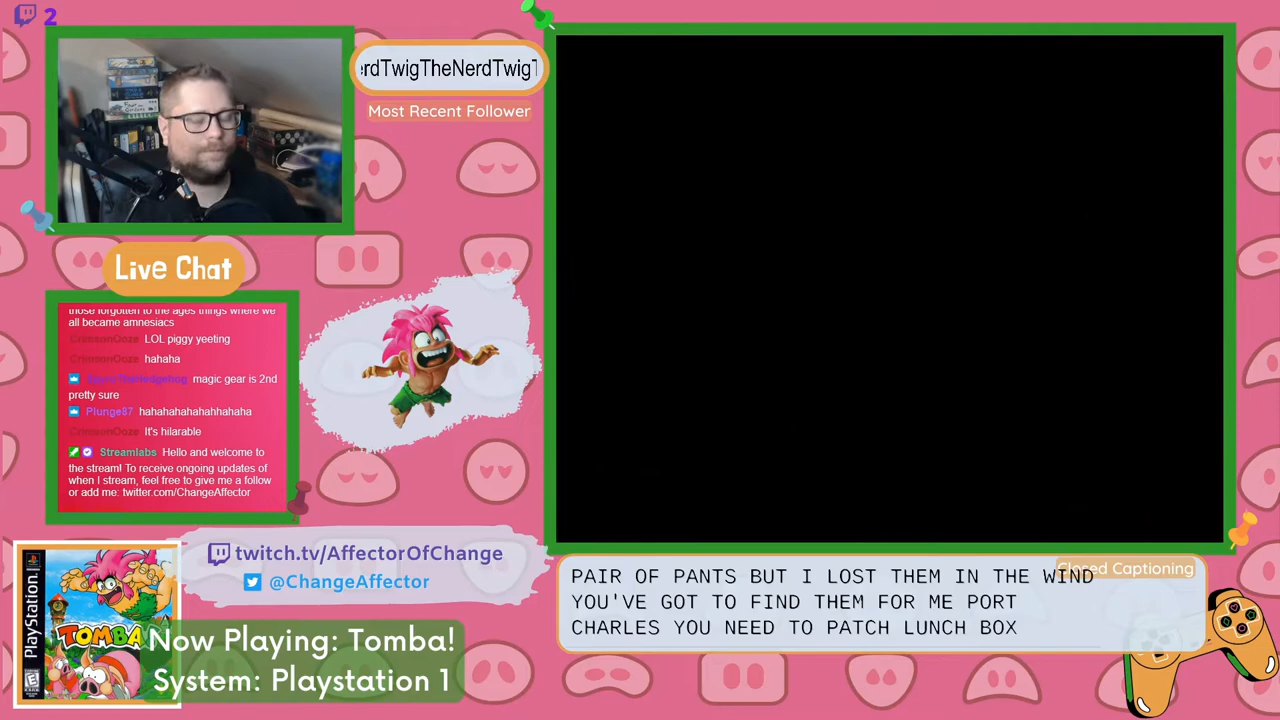 2
erdTwigTheNerdTwigT
Most Recent Follower
Live Chat
those forgotten to the ages things where we
all became amnesiacs
CrimsonOoze LOL piggy yeeting
CrimsonOoze hahaha
magic gear is 2nd
pretty sure
Plunge87 hahahahahahahhahaha
CrimsonOoze It's hilarable
Streamlabs Hello and welcome to
the stream! To receive ongoing updates of
when I stream, feel free to give me a follow
or add me: twitter.com/ChangeAffector
twitch.tv/AffectorOfChange
@ChangeAffector
PlayStation
TOMBA
Now Playing: Tomba!
System: Playstation 1
Closed Captioning
PAIR OF PANTS BUT I LOST THEM IN THE WIND
YOU'VE GOT TO FIND THEM FOR ME PORT
CHARLES YOU NEED TO PATCH LUNCH BOX